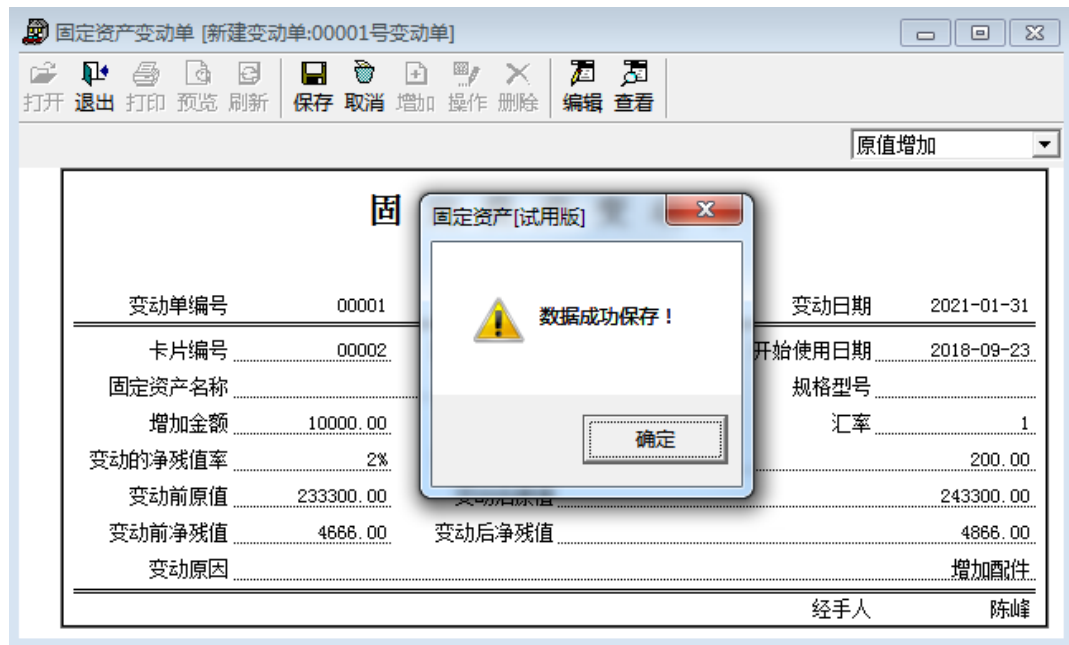 固定资产变动单 [新建变动单:00001号变动单]
打开 退出 打印 预览 刷新 保存 取消 增加 操作 删除 编辑 查看
原值增加
固
固定资产[试用版]
数据成功保存！
确定
变动单编号 00001 变动日期 2021-01-31
卡片编号 00002 开始使用日期 2018-09-23
固定资产名称 规格型号
增加金额 10000.00 汇率 1
变动的净残值率 2% 200.00
变动前原值 233300.00 变动后原值 243300.00
变动前净残值 4666.00 变动后净残值 4866.00
变动原因 增加配件
经手人 陈峰